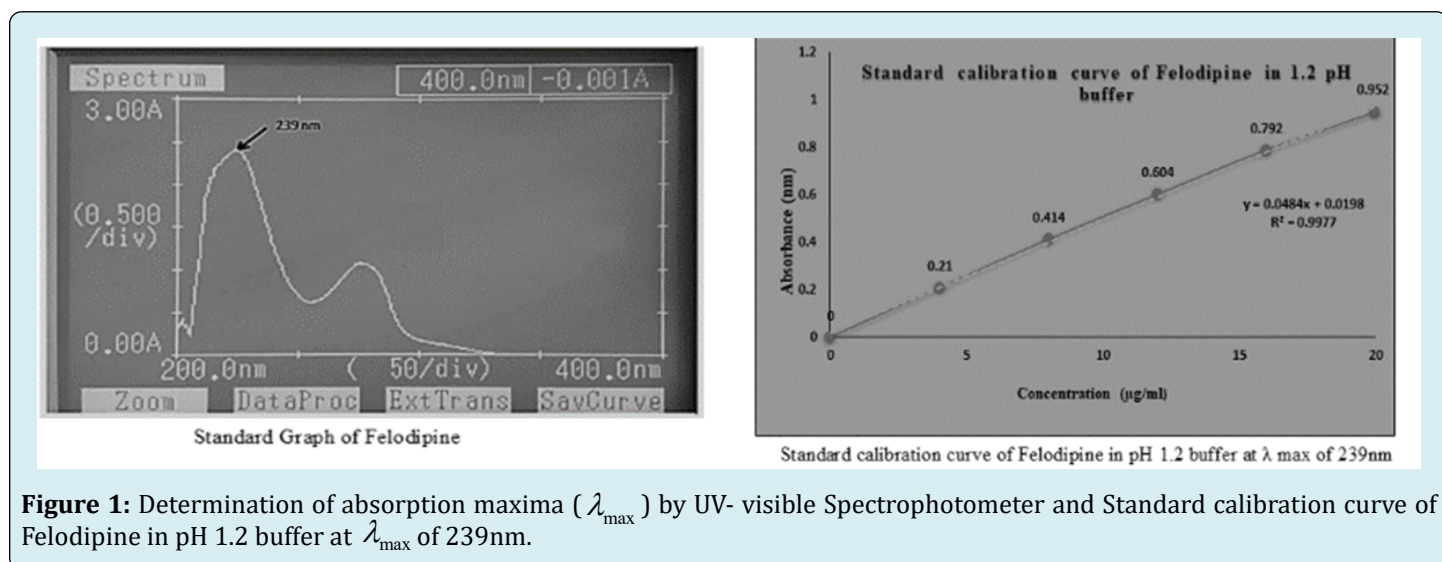 Spectrum
400.0nm -0.001A
3.00A
239 nm
(0.500
/div)
0.00A
200.0nm ( 50/div) 400.0nm
Zoom DataProc ExtTrans SavCurve
Standard Graph of Felodipine
Standard calibration curve of Felodipine in 1.2 pH
buffer
1.2
1
0.8
0.6
0.4
0.2
0
Absorbance (nm)
0
0.21
0.414
0.604
0.792
0.952
y = 0.0484x + 0.0198
R² = 0.9977
0 5 10 15 20
Concentration (µg/ml)
Standard calibration curve of Felodipine in pH 1.2 buffer at λ max of 239nm
Figure 1: Determination of absorption maxima ( λmax ) by UV- visible Spectrophotometer and Standard calibration curve of
Felodipine in pH 1.2 buffer at λmax of 239nm.